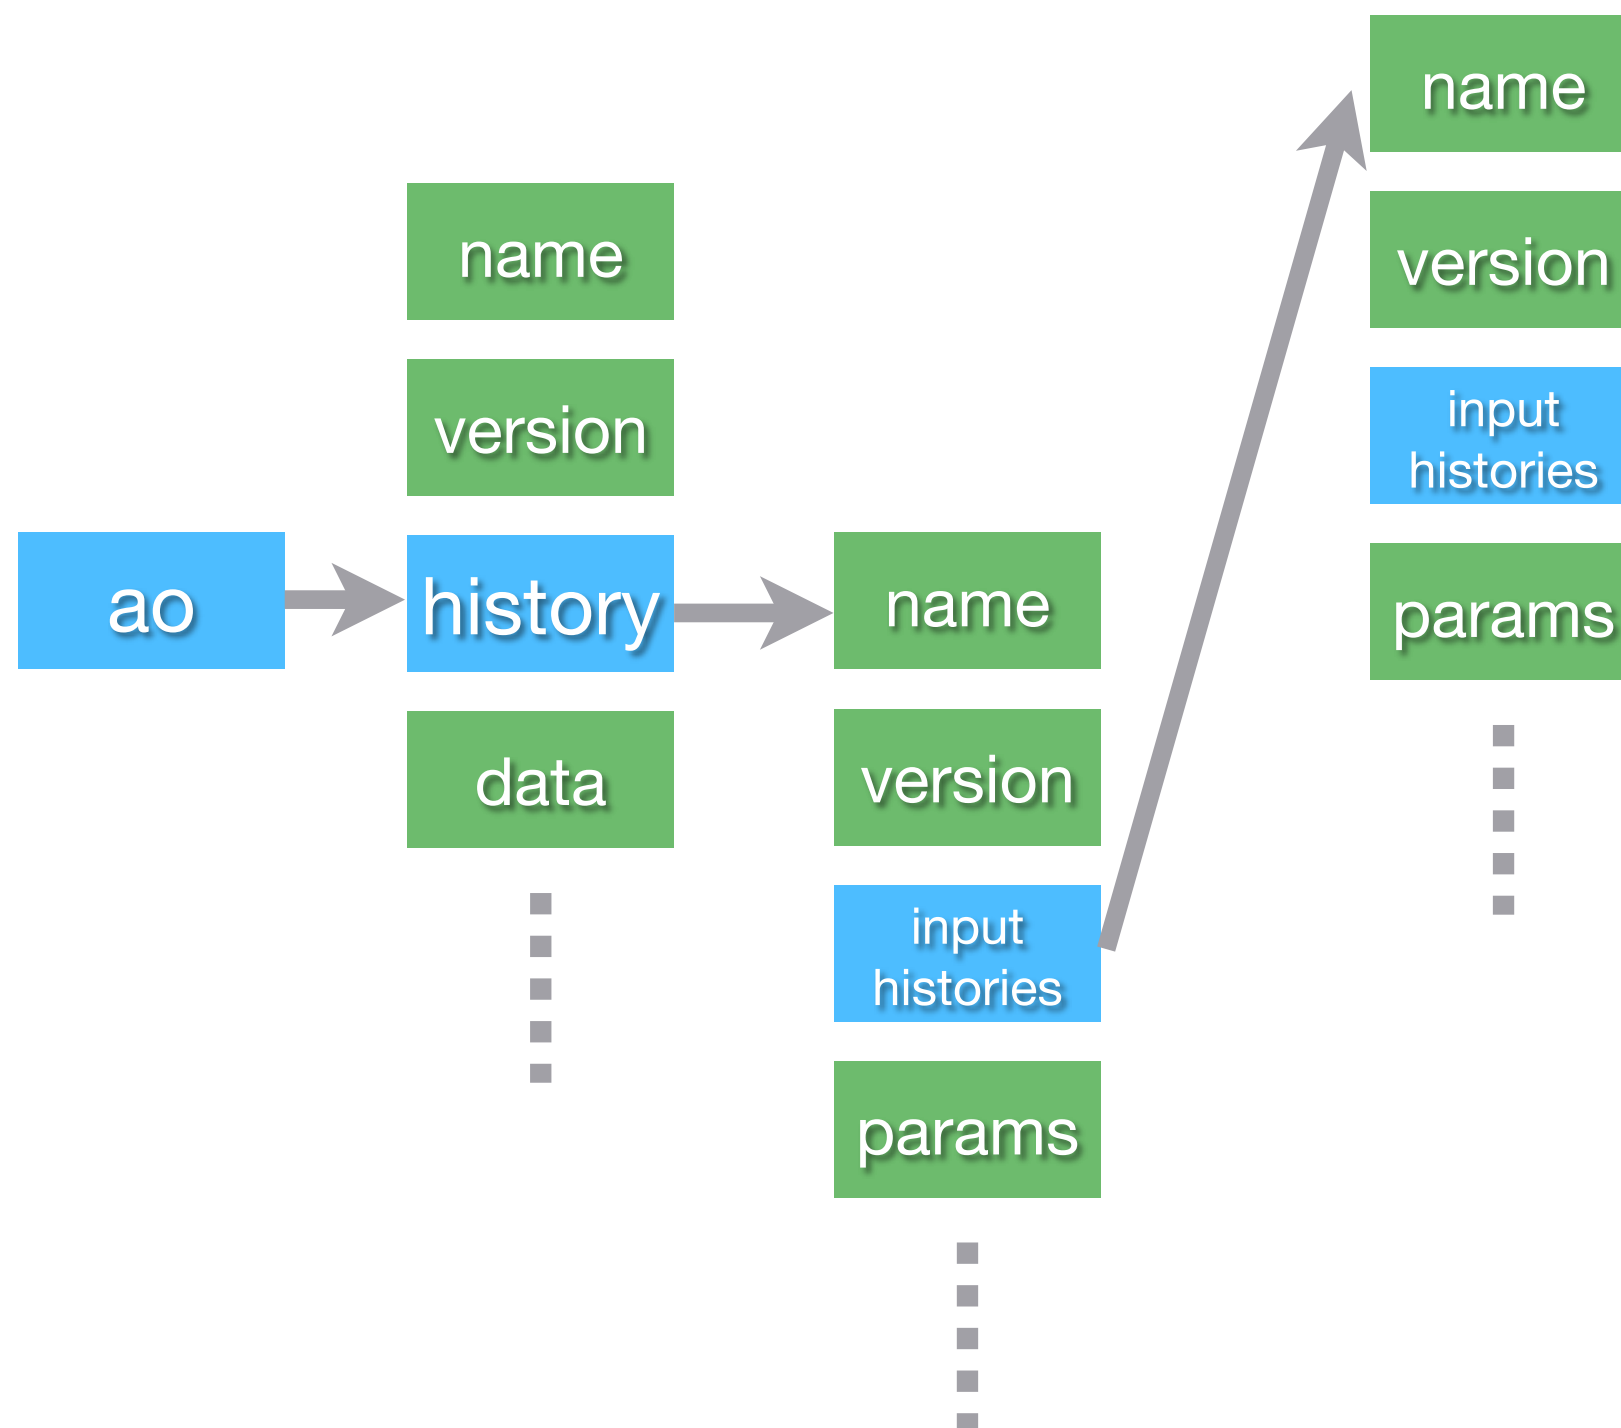 ao
name
version
history
data
name
version
input
histories
params
name
version
input
histories
params